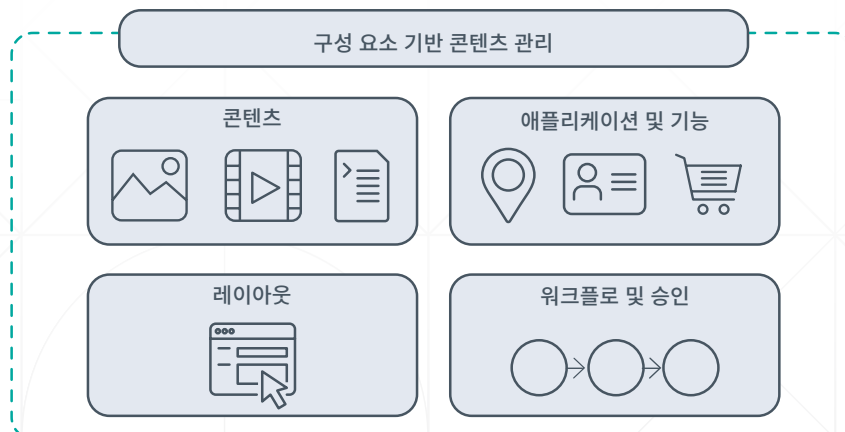 구성 요소 기반 콘텐츠 관리
콘텐츠
애플리케이션 및 기능
레이아웃
워크플로 및 승인